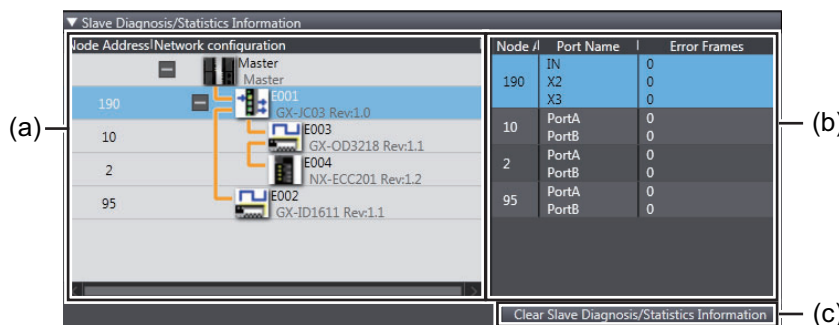 ▼ Slave Diagnosis/Statistics Information
Node Address Network configuration
Master
Master
190 E001
GX-JC03 Rev:1.0
10 E003
GX-OD3218 Rev:1.1
2 E004
NX-ECC201 Rev:1.2
95 E002
GX-ID1611 Rev:1.1
Node A Port Name Error Frames
190 IN 0
X2 0
X3 0
10 PortA 0
PortB 0
2 PortA 0
PortB 0
95 PortA 0
PortB 0
Clear Slave Diagnosis/Statistics Information
(a)
(b)
(c)